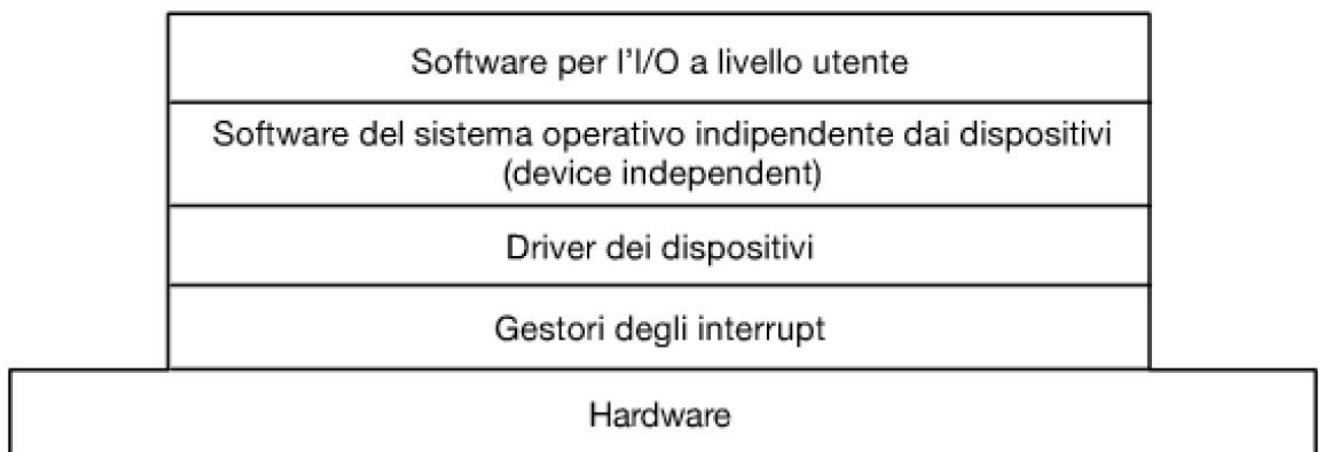 Software per l'I/O a livello utente
Software del sistema operativo indipendente dai dispositivi
(device independent)
Driver dei dispositivi
Gestori degli interrupt
Hardware